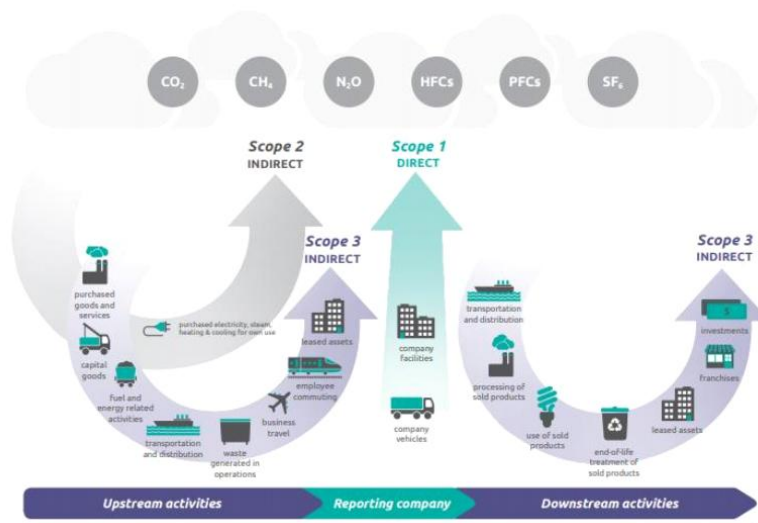 CO₂
CH₄
N₂O
HFCs
PFCs
SF₆
Scope 2
INDIRECT
Scope 1
DIRECT
Scope 3
INDIRECT
Scope 3
INDIRECT
purchased
goods and
services
capital
goods
fuel and
energy related
activities
transportation
and distribution
waste
generated in
operations
business
travel
employee
commuting
leased assets
purchased electricity, steam,
heating & cooling for own use
company
facilities
company
vehicles
transportation
and distribution
processing of
sold products
use of sold
products
end-of-life
treatment of
sold products
leased assets
franchises
$
investments
Upstream activities
Reporting company
Downstream activities